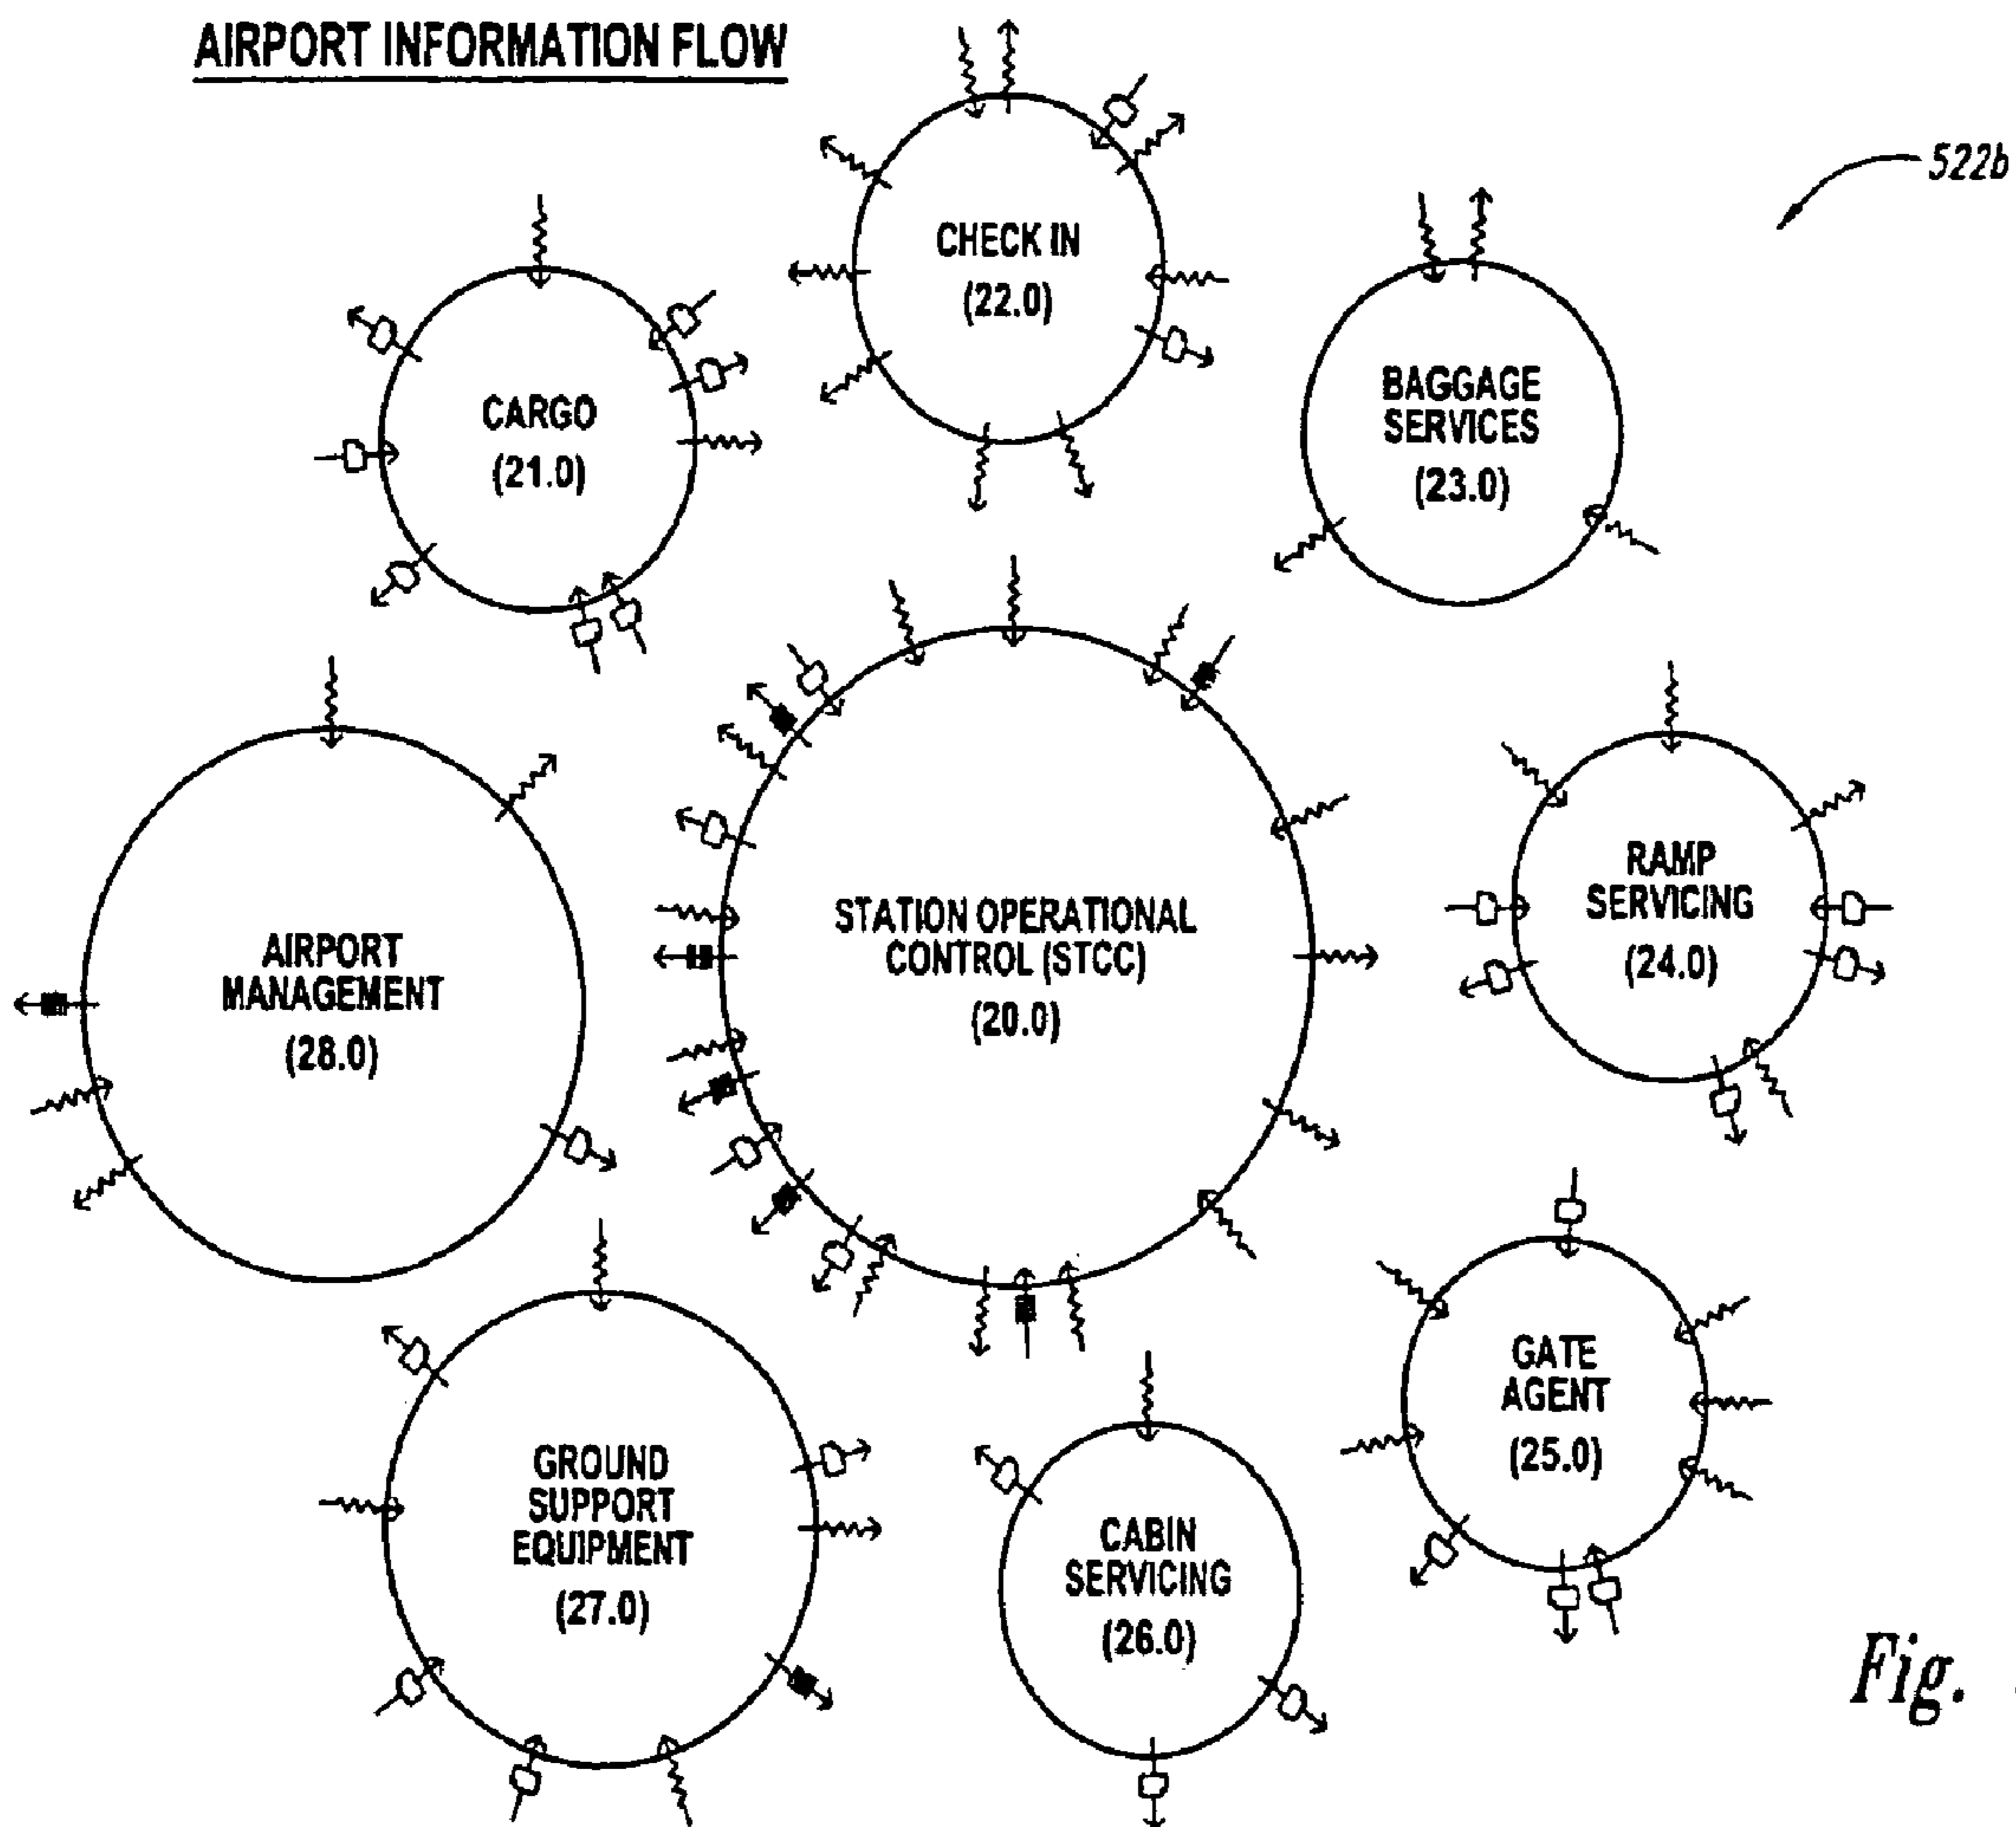 AIRPORT INFORMATION FLOW
522b
CHECK IN
(22.0)
CARGO
(21.0)
BAGGAGE
SERVICES
(23.0)
STATION OPERATIONAL
CONTROL (STCC)
(20.0)
RAMP
SERVICING
(24.0)
AIRPORT
MANAGEMENT
(28.0)
GATE
AGENT
(25.0)
GROUND
SUPPORT
EQUIPMENT
(27.0)
CABIN
SERVICING
(26.0)
Fig.